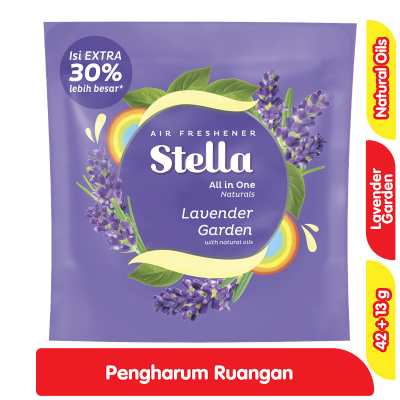 Isi EXTRA
30%
lebih besar*
AIR FRESHENER
Stella
All in One
Naturals
Lavender
Garden
with natural oils
Natural Oils
Lavender
Garden
42+13 g
Pengharum Ruangan